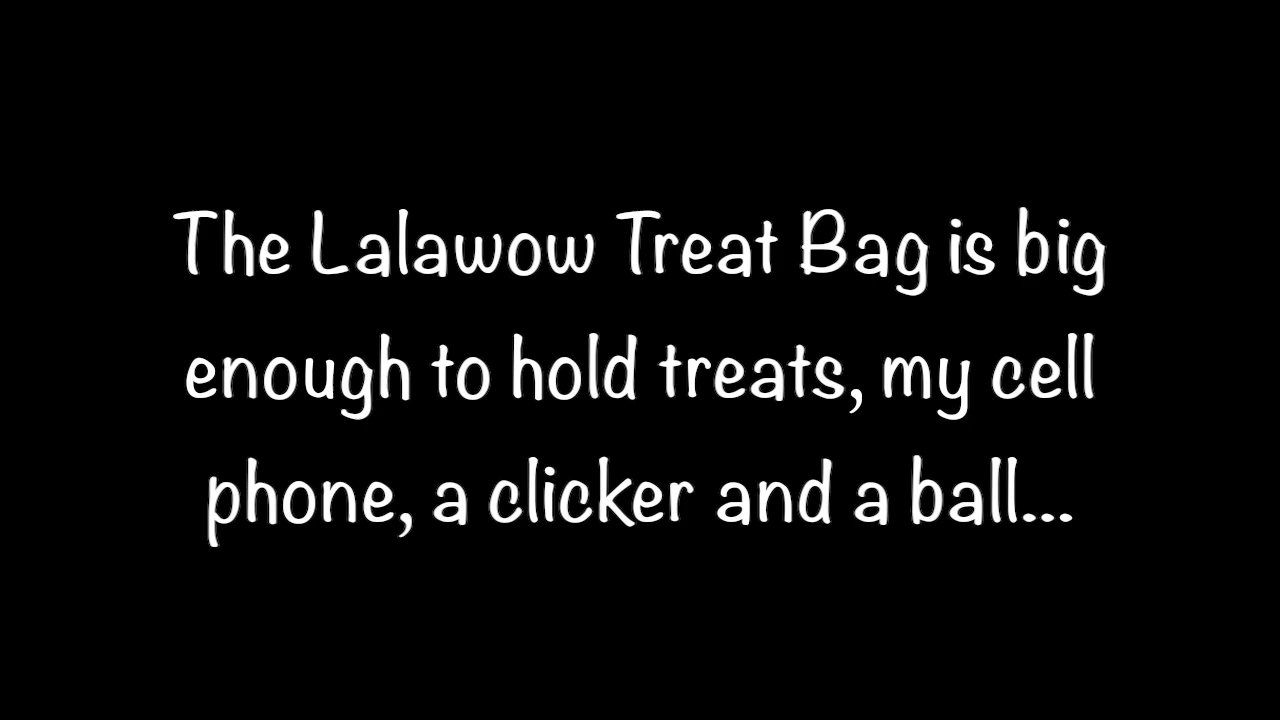 The Lalawow Treat Bag is big
enough to hold treats, my cell
phone, a clicker and a ball...